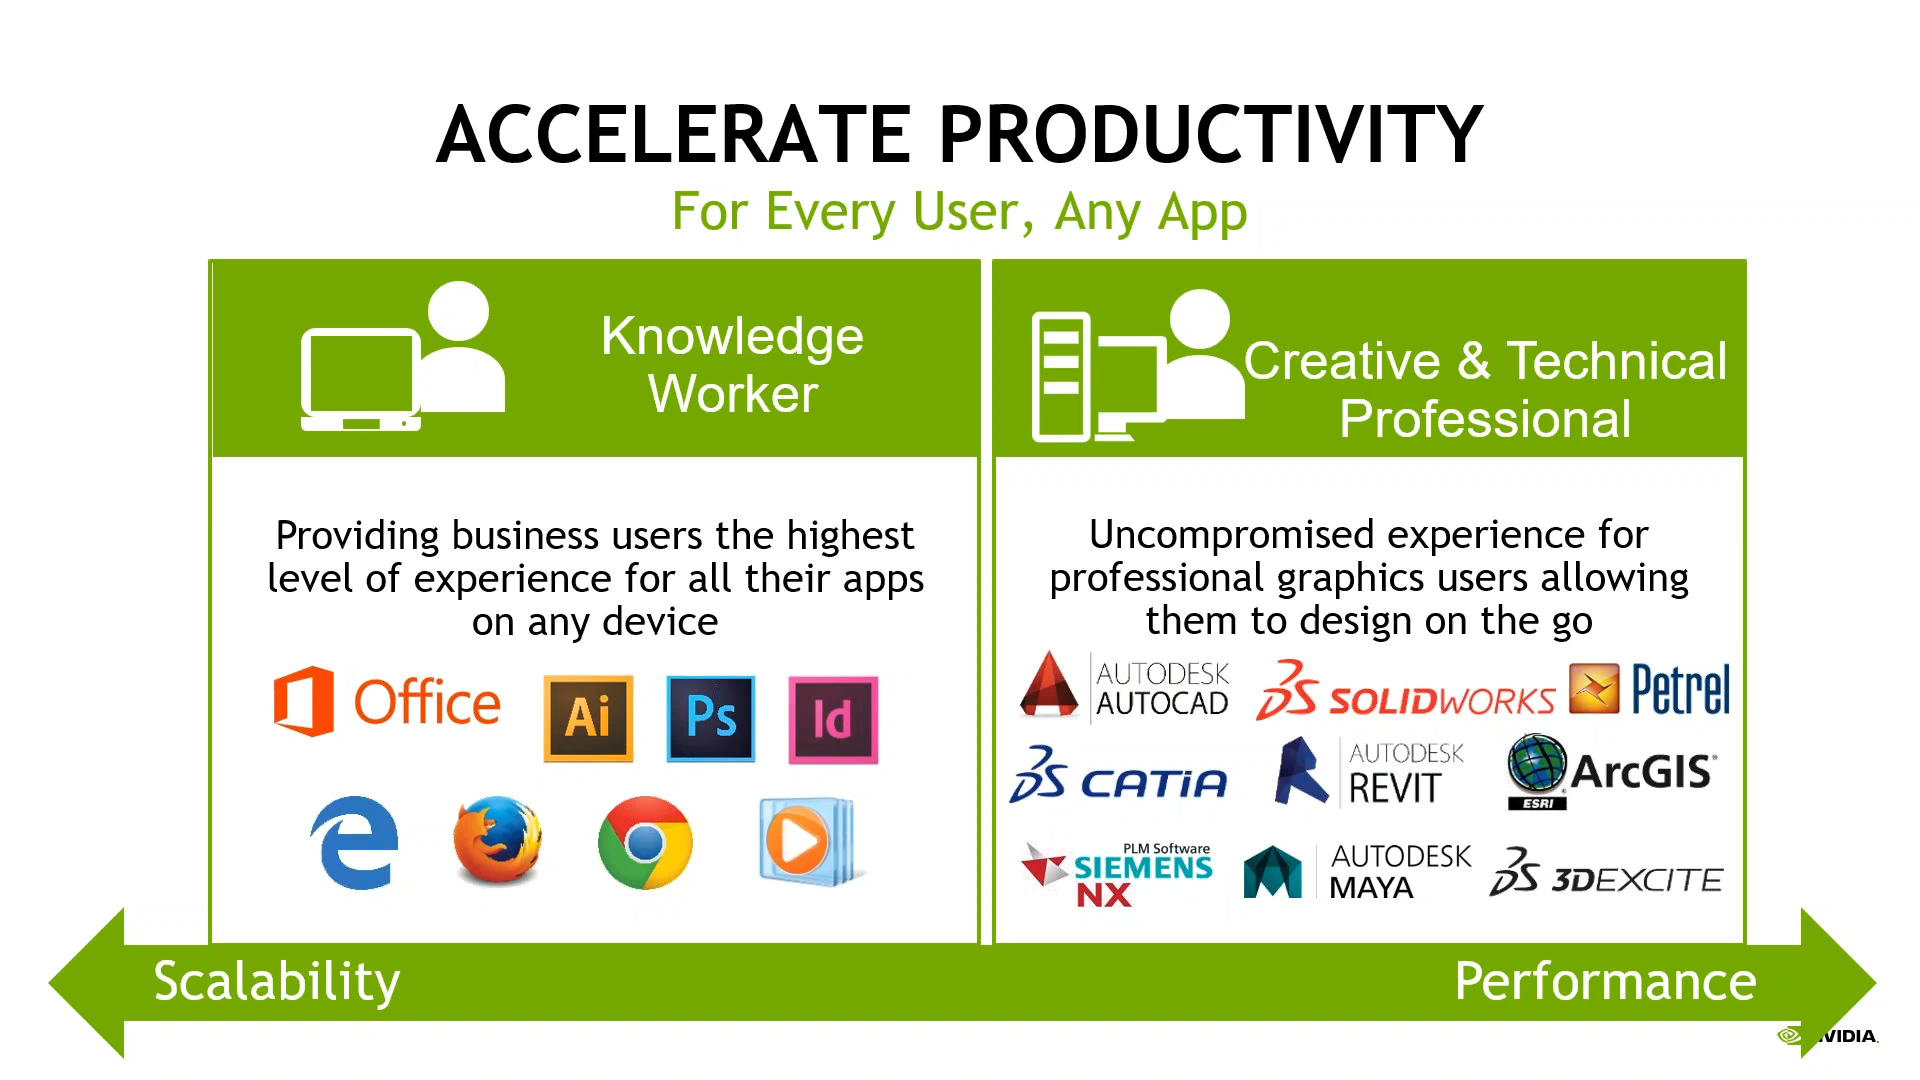 ACCELERATE PRODUCTIVITY
For Every User, Any App
Knowledge
Worker
Providing business users the highest
level of experience for all their apps
on any device
Office
Ai
Ps
Id
Creative & Technical
Professional
Uncompromised experience for
professional graphics users allowing
them to design on the go
AUTODESK
AUTOCAD
SOLIDWORKS
Petrel
CATIA
AUTODESK
REVIT
ArcGIS®
ESRI
PLM Software
SIEMENS
NX
AUTODESK
MAYA
3DEXCITE
Scalability
Performance
VIDIA.